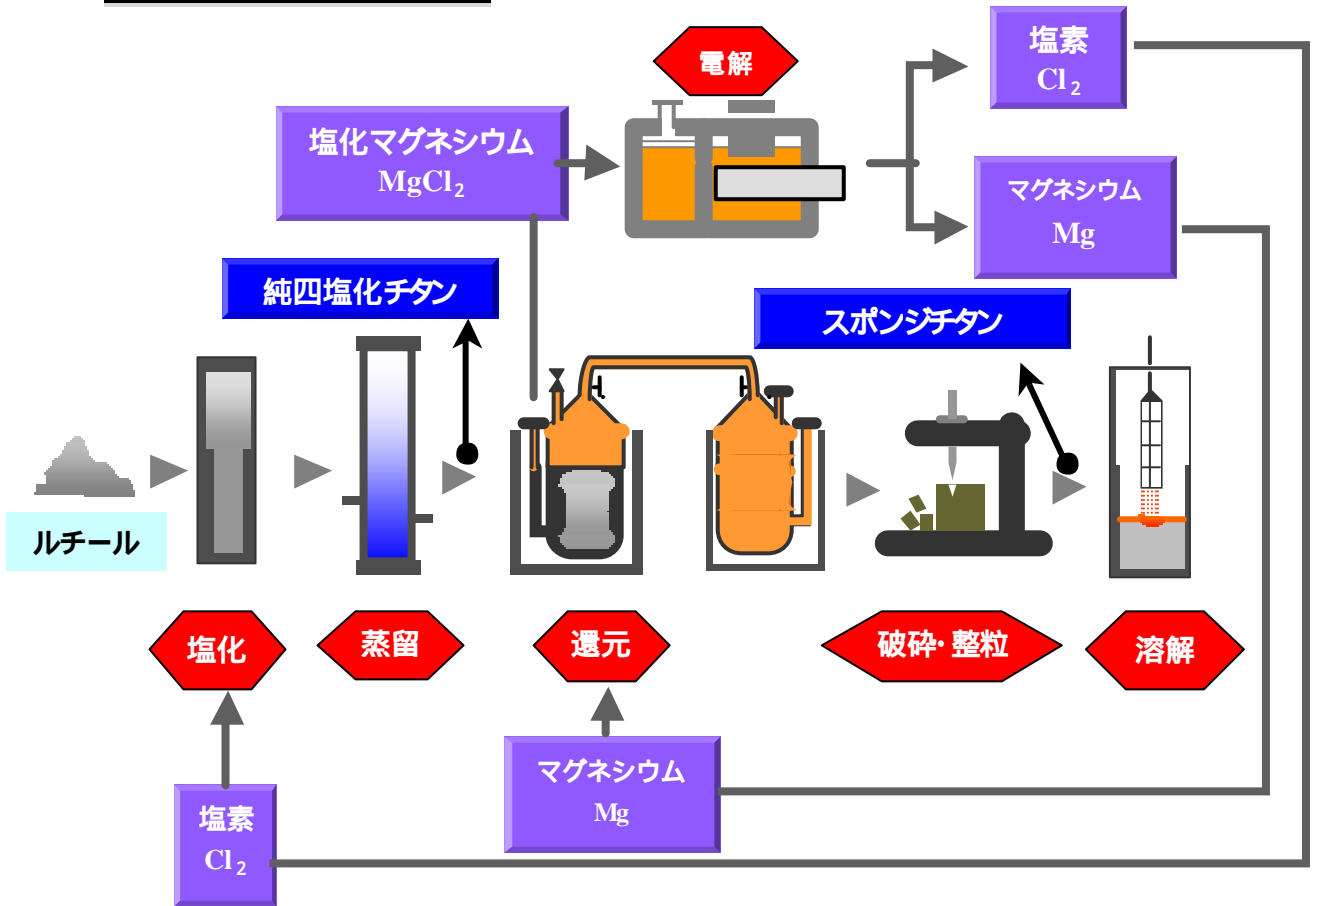 電解
塩素
Cl2
塩化マグネシウム
MgCl2
マグネシウム
Mg
純四塩化チタン
スポンジチタン
ルチール
塩化
蒸留
還元
破砕・整粒
溶解
マグネシウム
Mg
塩素
Cl2